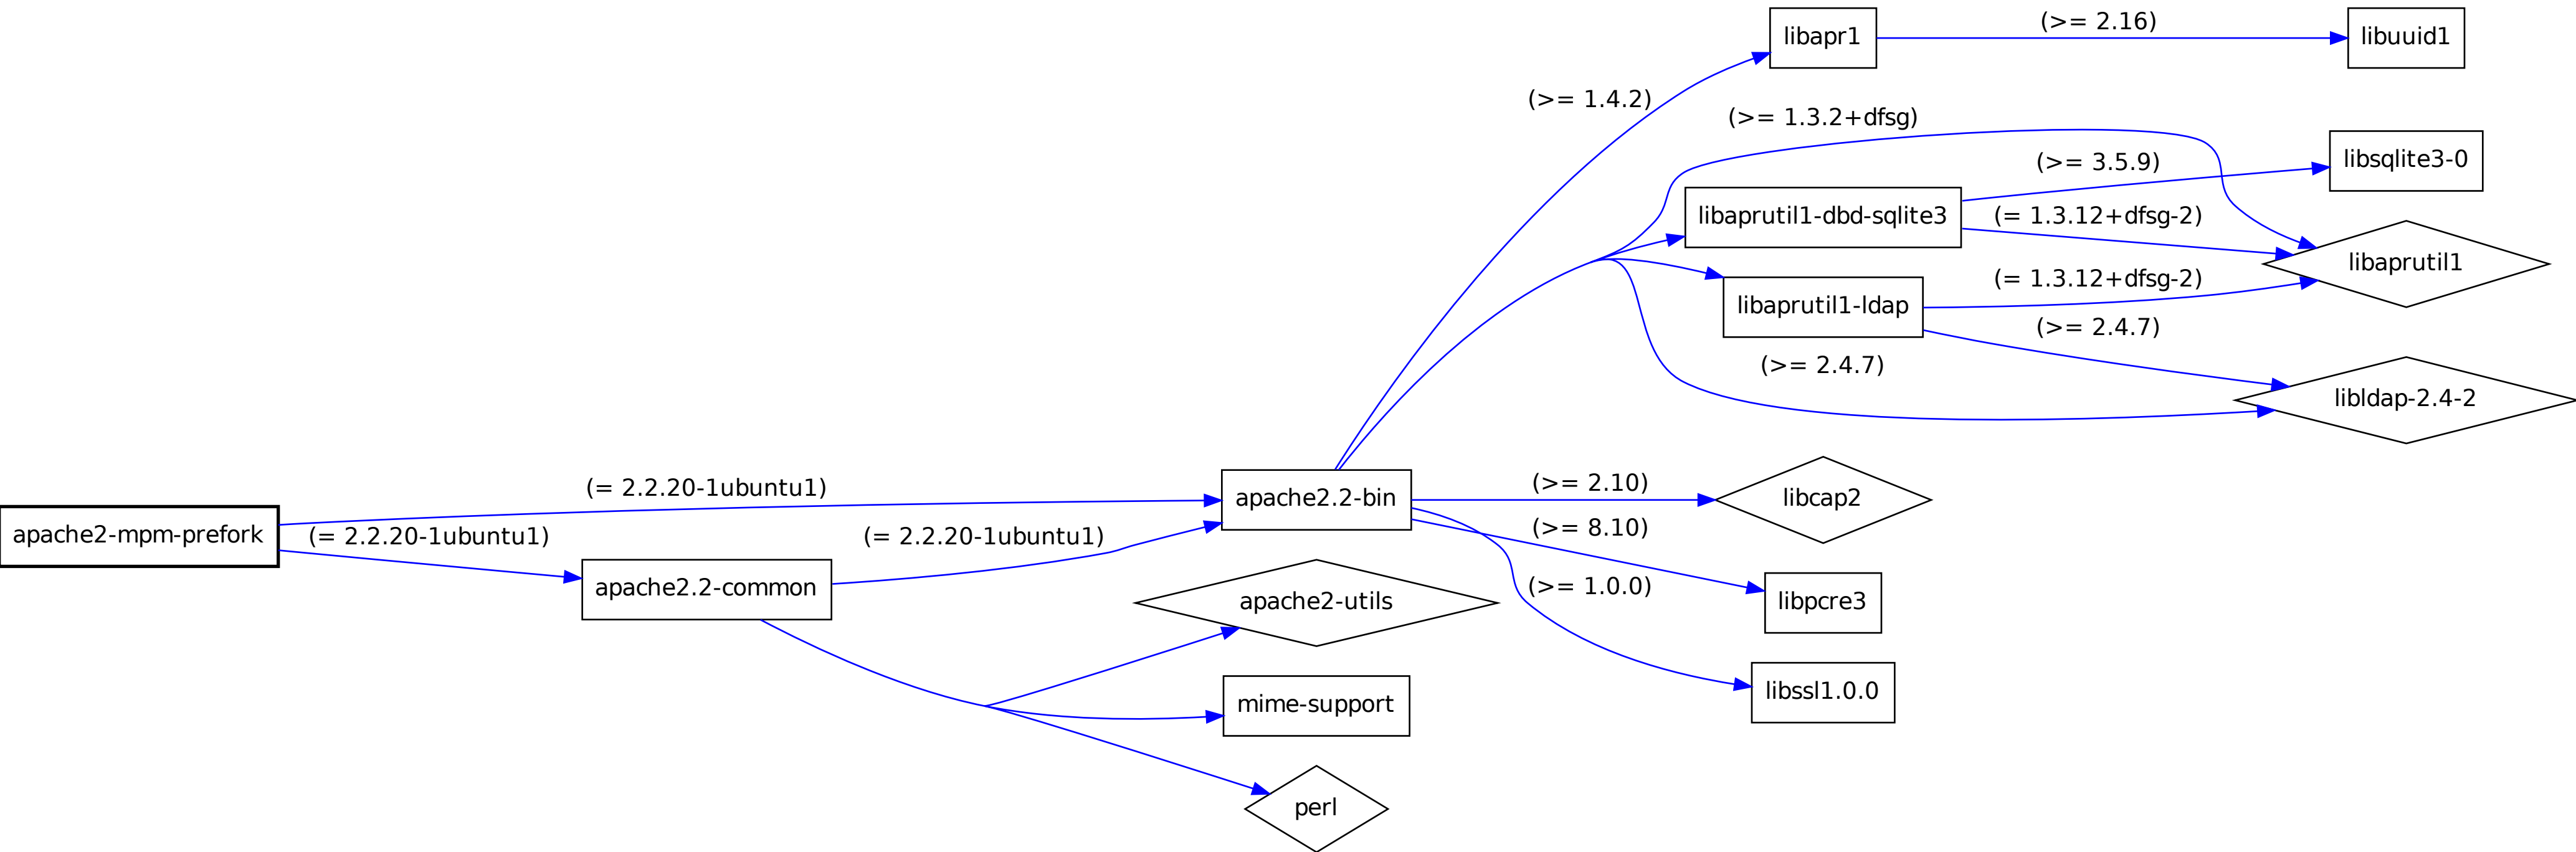 libapr1
(>= 2.16)
libuuid1
(>= 1.4.2)
(>= 1.3.2+dfsg)
(>= 3.5.9)
libsqlite3-0
libaprutil1-dbd-sqlite3
(= 1.3.12+dfsg-2)
libaprutil1
(= 1.3.12+dfsg-2)
libaprutil1-ldap
(>= 2.4.7)
(>= 2.4.7)
libldap-2.4-2
(= 2.2.20-1ubuntu1)
apache2.2-bin
(>= 2.10)
libcap2
apache2-mpm-prefork
(= 2.2.20-1ubuntu1)
(= 2.2.20-1ubuntu1)
(>= 8.10)
apache2.2-common
(>= 1.0.0)
apache2-utils
libpcre3
mime-support
libssl1.0.0
perl